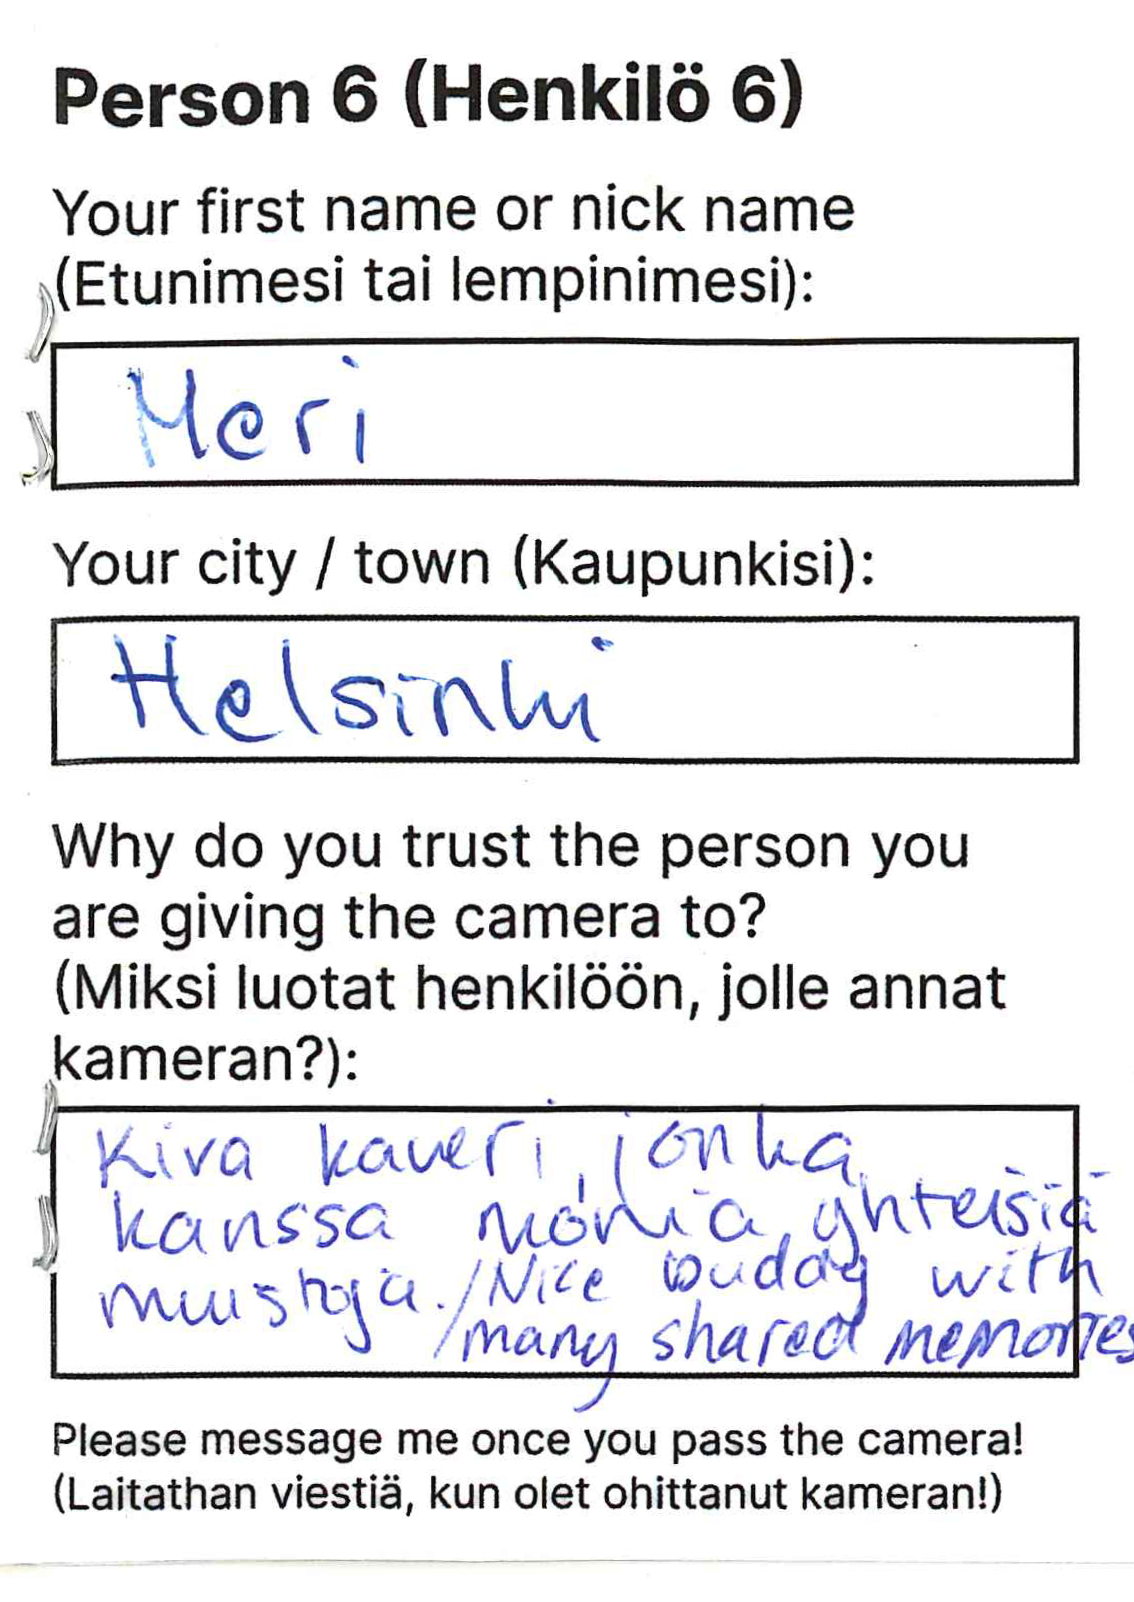 Person 6 (Henkilö 6)
Your first name or nick name
(Etunimesi tai lempinimesi):
Meri
Your city / town (Kaupunkisi):
Helsinki
Why do you trust the person you
are giving the camera to?
(Miksi luotat henkilöön, jolle annat
kameran?):
Kiva kaveri, jonka
kanssa monia yhteisiä
muistoja. / Nice buddy with
/ many shared memories
Please message me once you pass the camera!
(Laitathan viestiä, kun olet ohittanut kameran!)